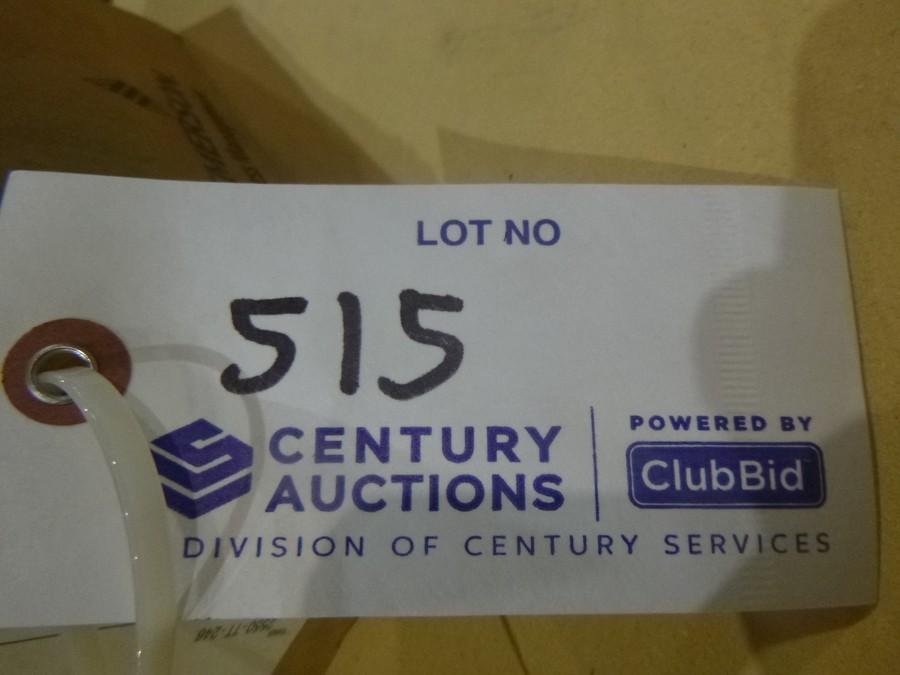 LOT NO
515
CENTURY
AUCTIONS
POWERED BY
ClubBid
DIVISION OF CENTURY SERVICES